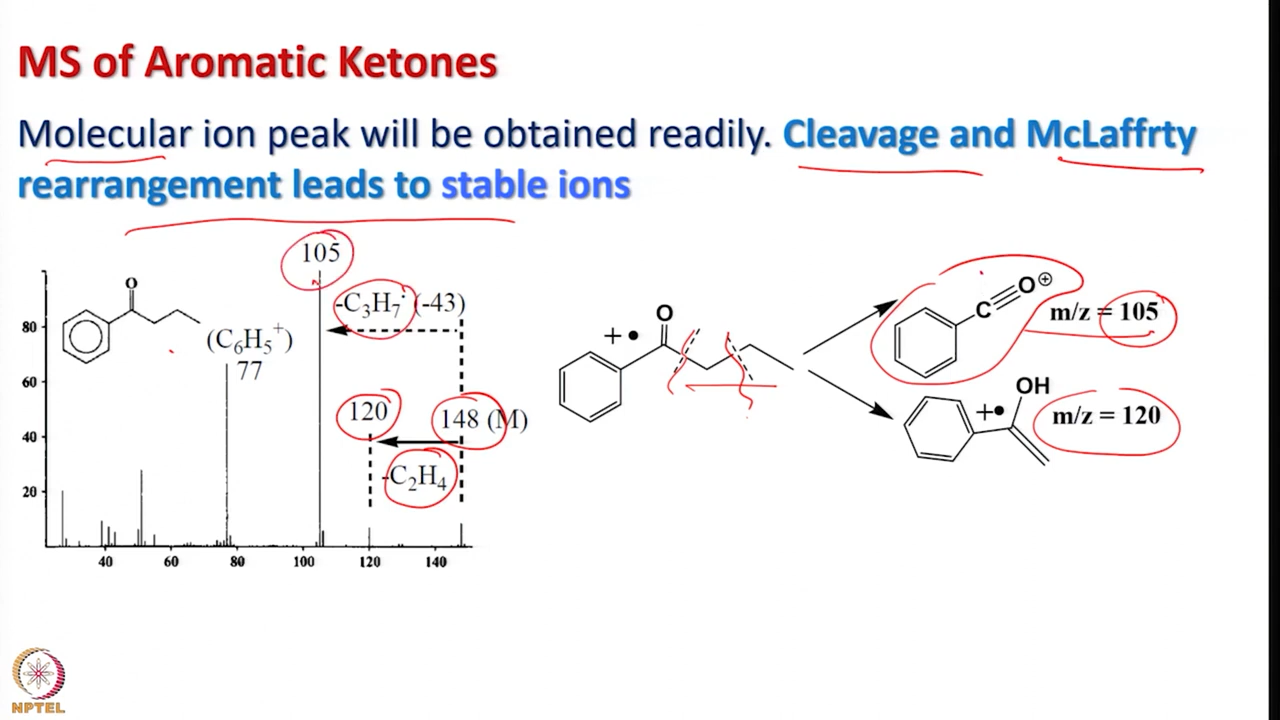 MS of Aromatic Ketones
Molecular ion peak will be obtained readily. Cleavage and McLaffrty
rearrangement leads to stable ions
105
-C3H7· (-43)
O
(C6H5+)
77
120
148 (M)
-C2H4
80
60
40
20
40 60 80 100 120 140
O
+•
C≡O⊕
m/z = 105
OH
+•
m/z = 120
NPTEL